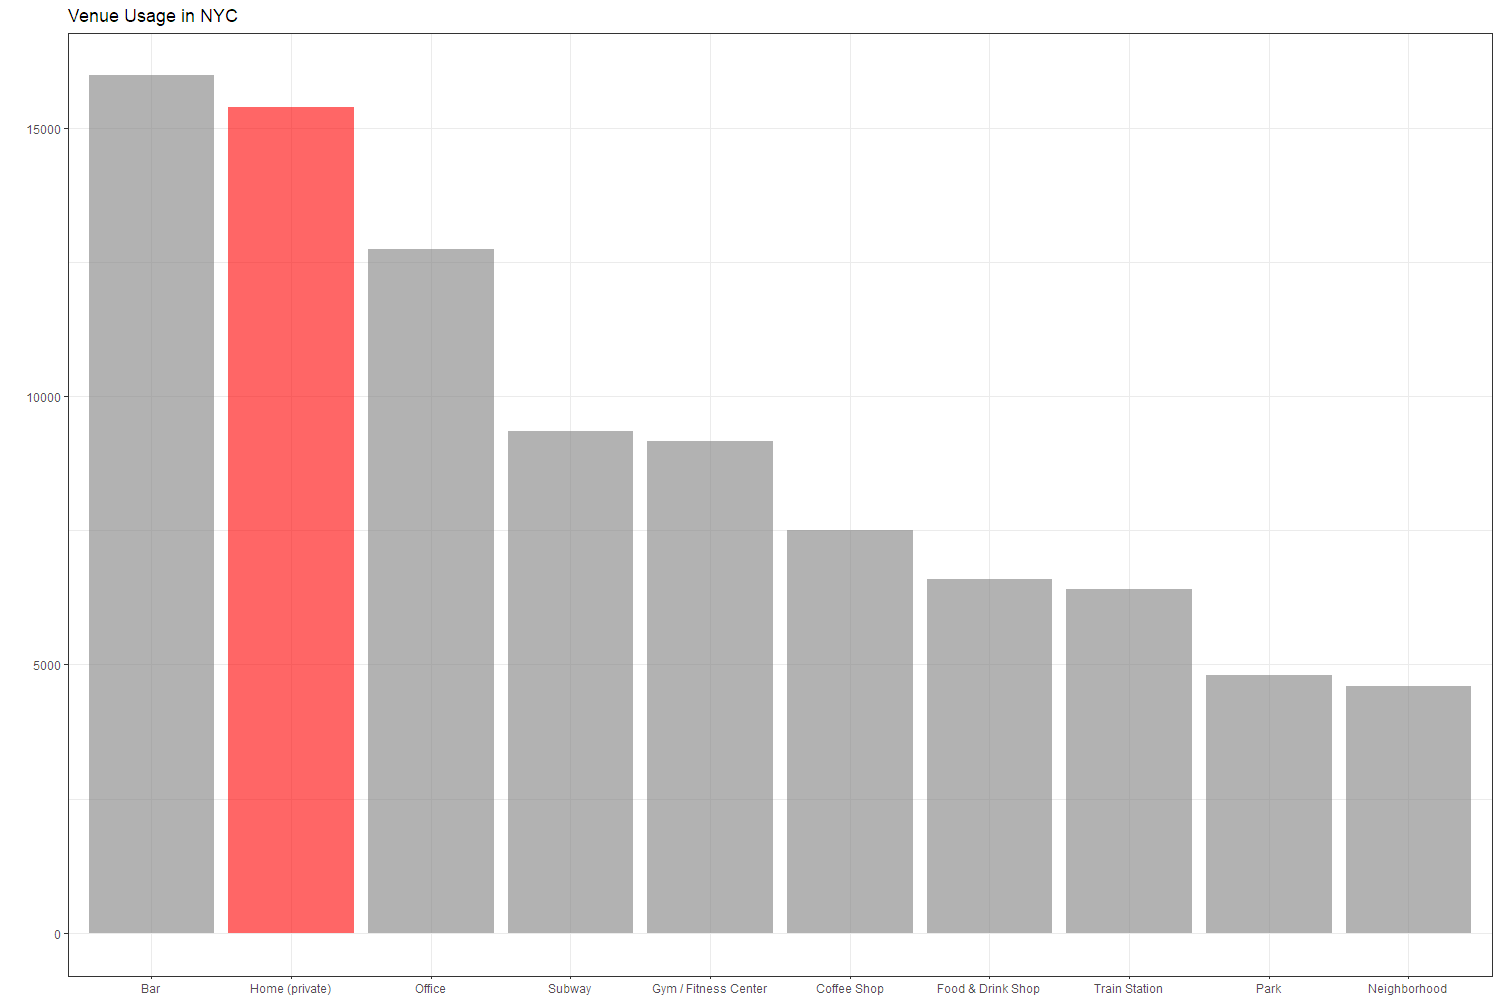 Venue Usage in NYC
15000
10000
5000
0
Bar Home (private) Office Subway Gym / Fitness Center Coffee Shop Food & Drink Shop Train Station Park Neighborhood